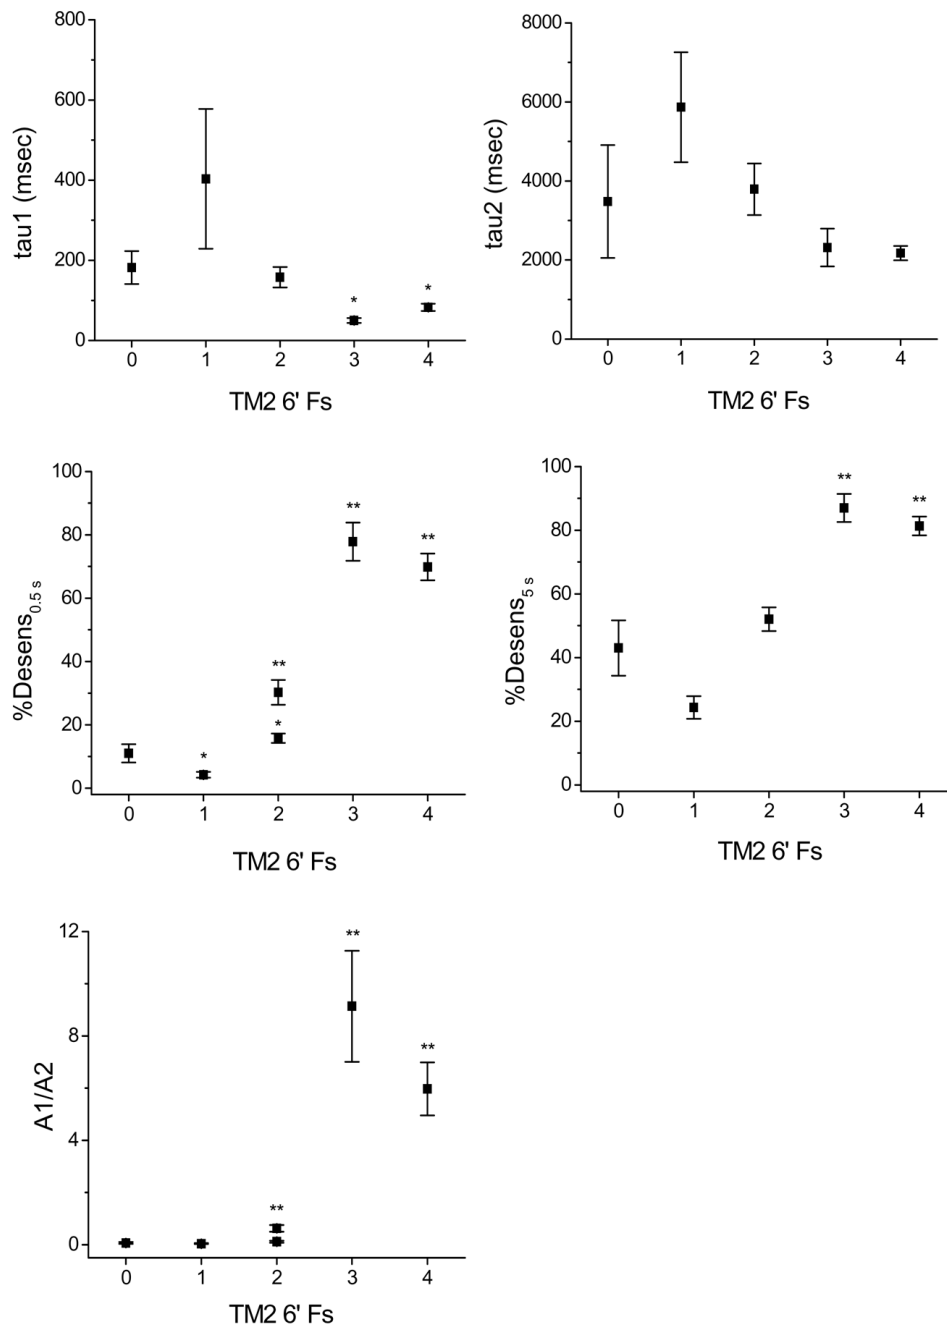 800
600
400
200
0
tau1 (msec)
* *
0 1 2 3 4
TM2 6' Fs
8000
6000
4000
2000
0
tau2 (msec)
0 1 2 3 4
TM2 6' Fs
100
80
60
40
20
0
%Desens0.5 s
* ** * ** **
0 1 2 3 4
TM2 6' Fs
100
80
60
40
20
0
%Desens5 s
** **
0 1 2 3 4
TM2 6' Fs
12
8
4
0
A1/A2
** ** **
0 1 2 3 4
TM2 6' Fs